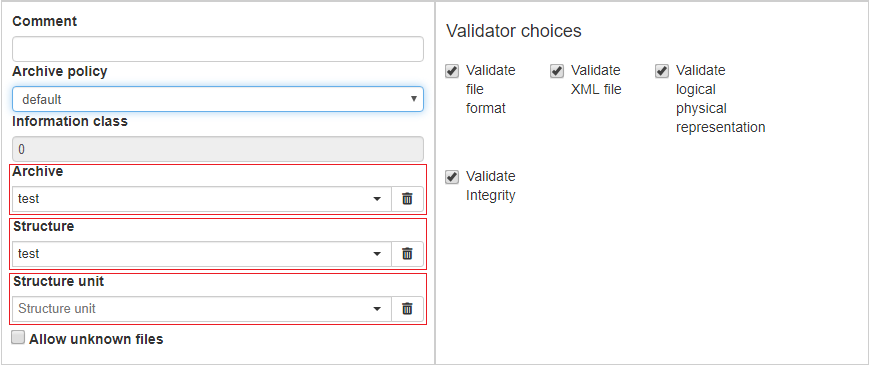 Comment
Archive policy
default
Information class
0
Archive
test
Structure
test
Structure unit
Structure unit
Allow unknown files
Validator choices
Validate
file
format
Validate
XML file
Validate
logical
physical
representation
Validate
Integrity